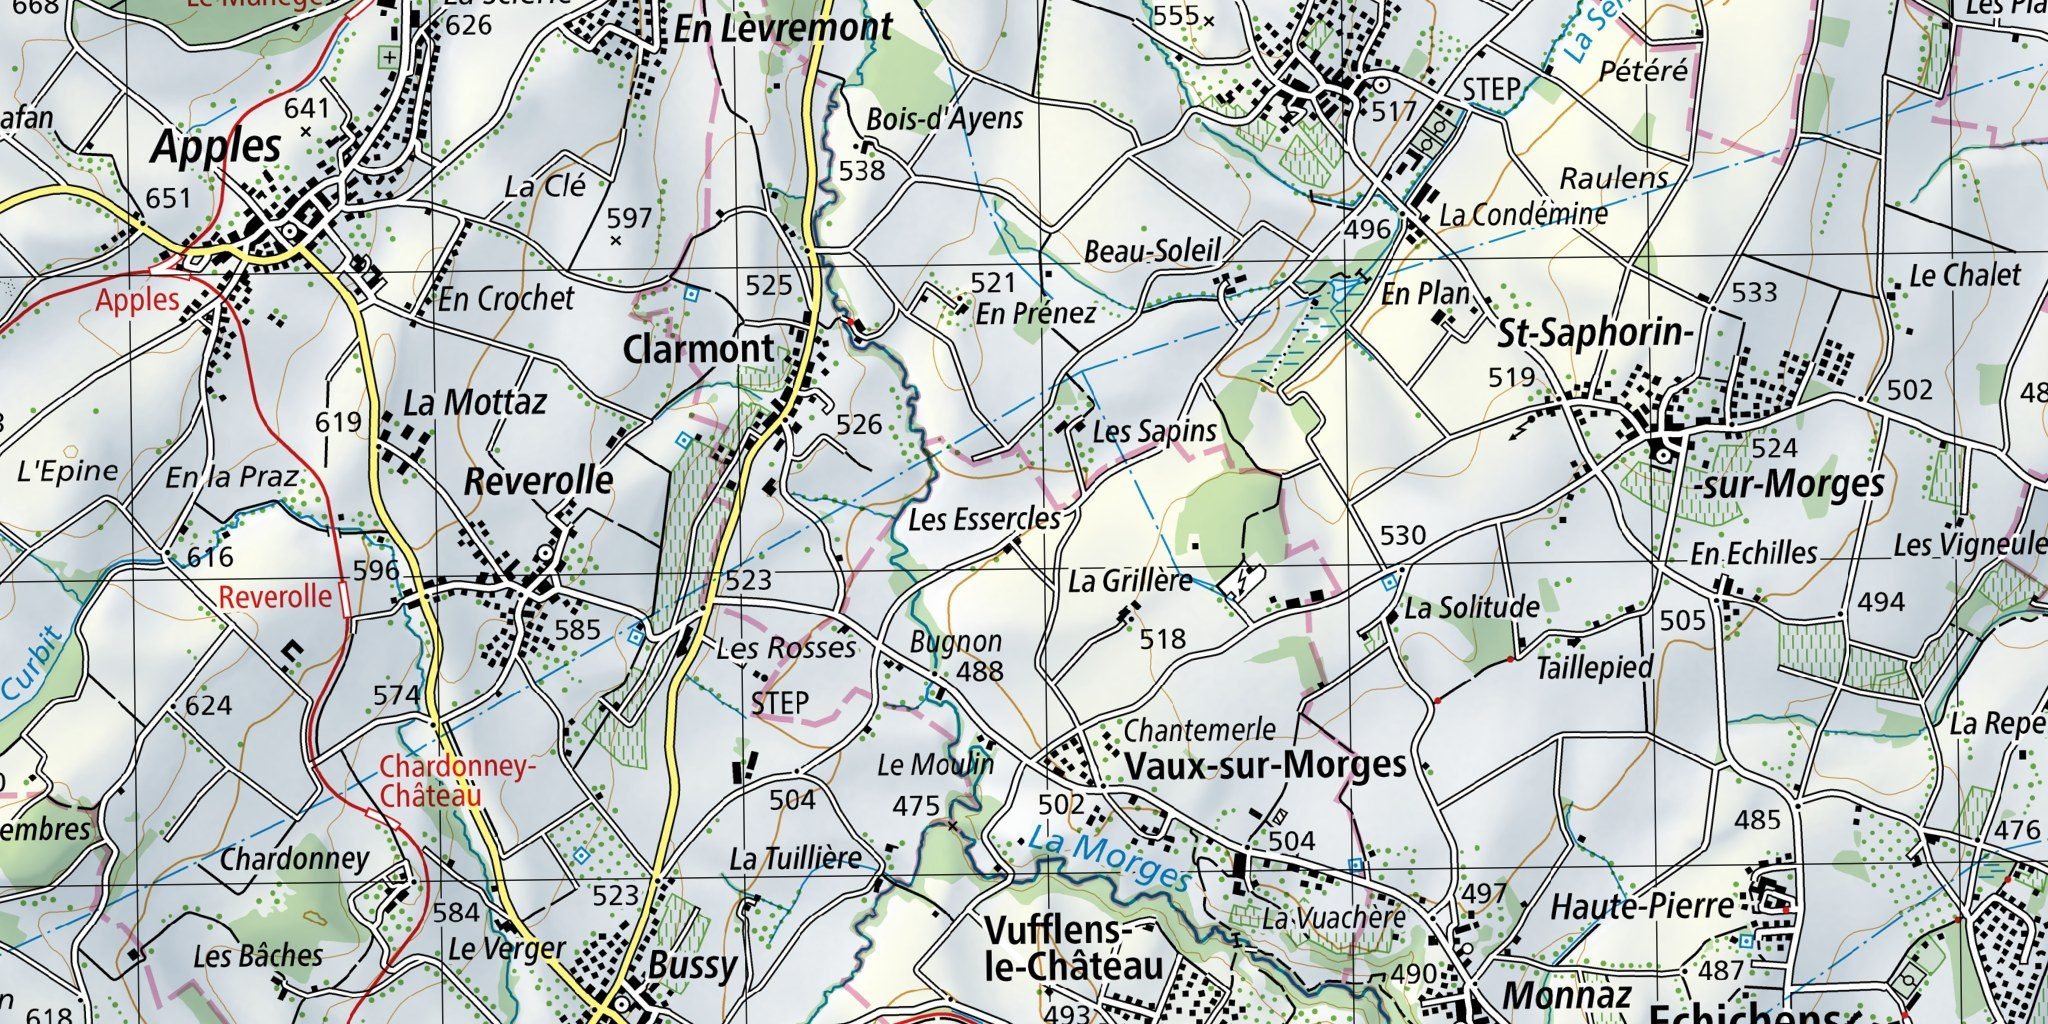 668
626
En Lèvremont
555
STEP
Pétéré
517
641
Apples
Bois-d'Ayens
538
651
La Clé
597
Raulens
La Condémine
496
Beau-Soleil
Apples
En Crochet
525
521
En Prénez
En Plan
533
Le Chalet
Clarmont
St-Saphorin-
519
502
La Mottaz
619
526
Les Sapins
524
-sur-Morges
L'Epine
En la Praz
Reverolle
Les Essercles
530
En Echilles
616
596
Reverolle
523
La Grillère
La Solitude
505
494
585
518
Les Rosses
Bugnon
488
Taillepied
Curbit
624
574
STEP
Chantemerle
Vaux-sur-Morges
Chardonney-
Château
Le Moulin
475
504
502
485
476
La Morges
504
Chardonney
La Tuillière
523
584
497
Haute-Pierre
La Vuachère
Les Bâches
Le Verger
Bussy
Vufflens-
le-Château
490
487
Monnaz
618
493
Echichens